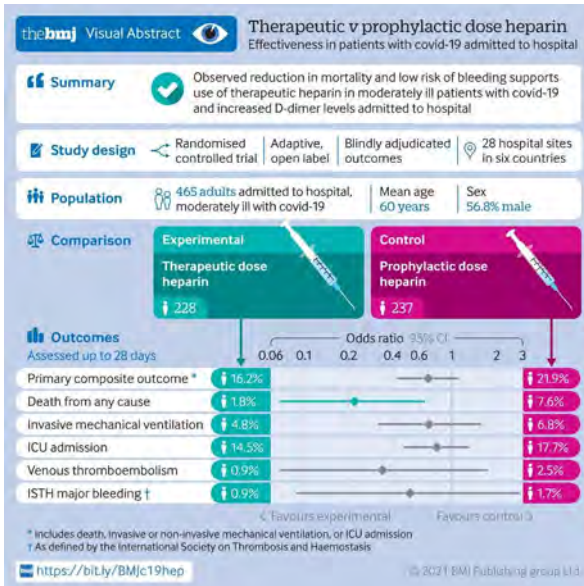 thebmj Visual Abstract
Therapeutic v prophylactic dose heparin
Effectiveness in patients with covid-19 admitted to hospital
Summary
Observed reduction in mortality and low risk of bleeding supports
use of therapeutic heparin in moderately ill patients with covid-19
and increased D-dimer levels admitted to hospital
Study design
Randomised
controlled trial
Adaptive,
open label
Blindly adjudicated
outcomes
28 hospital sites
in six countries
Population
465 adults admitted to hospital,
moderately ill with covid-19
Mean age
60 years
Sex
56.8% male
Comparison
Experimental
Therapeutic dose
heparin
228
Control
Prophylactic dose
heparin
237
Outcomes
Assessed up to 28 days
Odds ratio 95% CI
0.06 0.1 0.2 0.4 0.6 1 2 3
Primary composite outcome * 16.2% 21.9%
Death from any cause 1.8% 7.6%
Invasive mechanical ventilation 4.8% 6.8%
ICU admission 14.5% 17.7%
Venous thromboembolism 0.9% 2.5%
ISTH major bleeding † 0.9% 1.7%
< Favours experimental Favours control >
* Includes death, invasive or non-invasive mechanical ventilation, or ICU admission
† As defined by the International Society on Thrombosis and Haemostasis
https://bit.ly/BMJc19hep
© 2021 BMJ Publishing group Ltd.